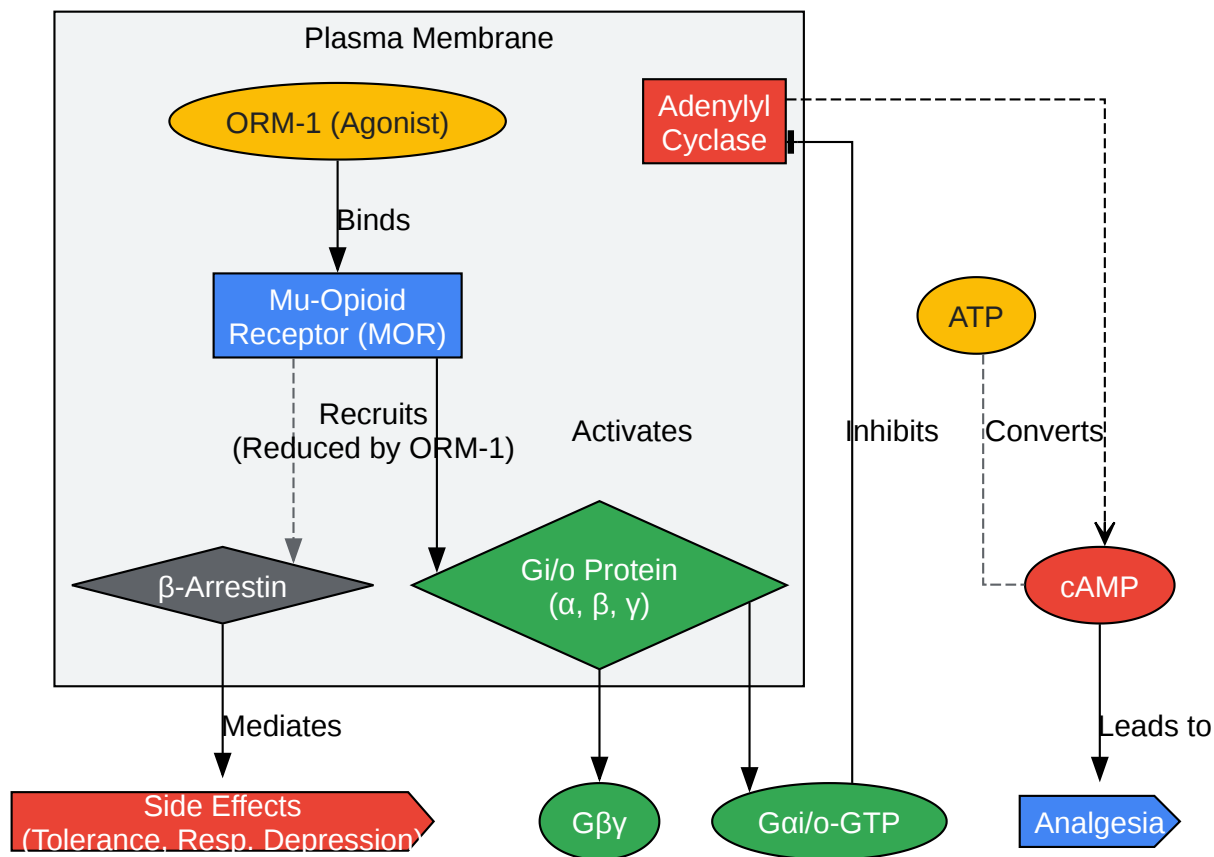 Plasma Membrane
ORM-1 (Agonist)
Adenylyl
Cyclase
Binds
Mu-Opioid
Receptor (MOR)
ATP
Recruits
(Reduced by ORM-1)
Activates
Inhibits
Converts
β-Arrestin
Gi/o Protein
(α, β, γ)
cAMP
Mediates
Leads to
Side Effects
(Tolerance, Resp. Depression)
Gβγ
Gαi/o-GTP
Analgesia